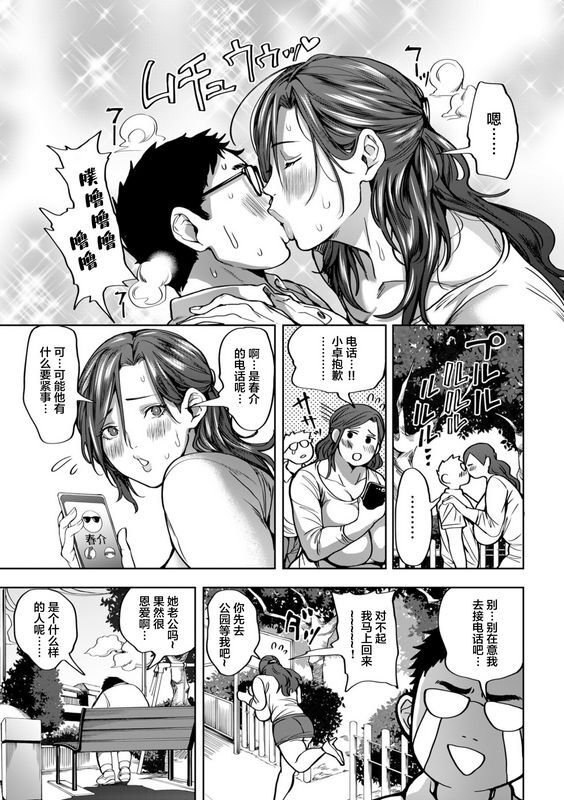 嗯…
ムチュウゥッ♡
噗噜噜噜噜噜
プルルルルル
………
电话…!!
小卓抱歉
啊…是春介
的电话呢…
可…可能他有
什么要紧事…
春介
别…别在意我
去接电话吧…
对不起
我马上回来
~~~~~!
你先去
公园等我吧~
她老公吗~
果然很
恩爱啊…
是个什么样
的人呢……